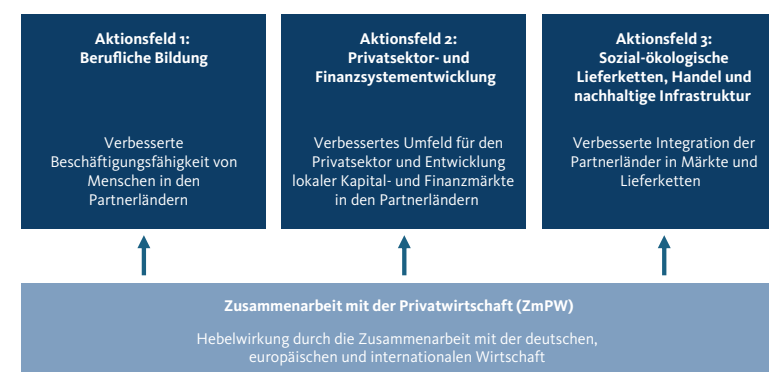 Aktionsfeld 1:
Berufliche Bildung
Verbesserte
Beschäftigungsfähigkeit von
Menschen in den
Partnerländern
Aktionsfeld 2:
Privatsektor- und
Finanzsystementwicklung
Verbessertes Umfeld für den
Privatsektor und Entwicklung
lokaler Kapital- und Finanzmärkte
in den Partnerländern
Aktionsfeld 3:
Sozial-ökologische
Lieferketten, Handel und
nachhaltige Infrastruktur
Verbesserte Integration der
Partnerländer in Märkte und
Lieferketten
Zusammenarbeit mit der Privatwirtschaft (ZmPW)
Hebelwirkung durch die Zusammenarbeit mit der deutschen,
europäischen und internationalen Wirtschaft